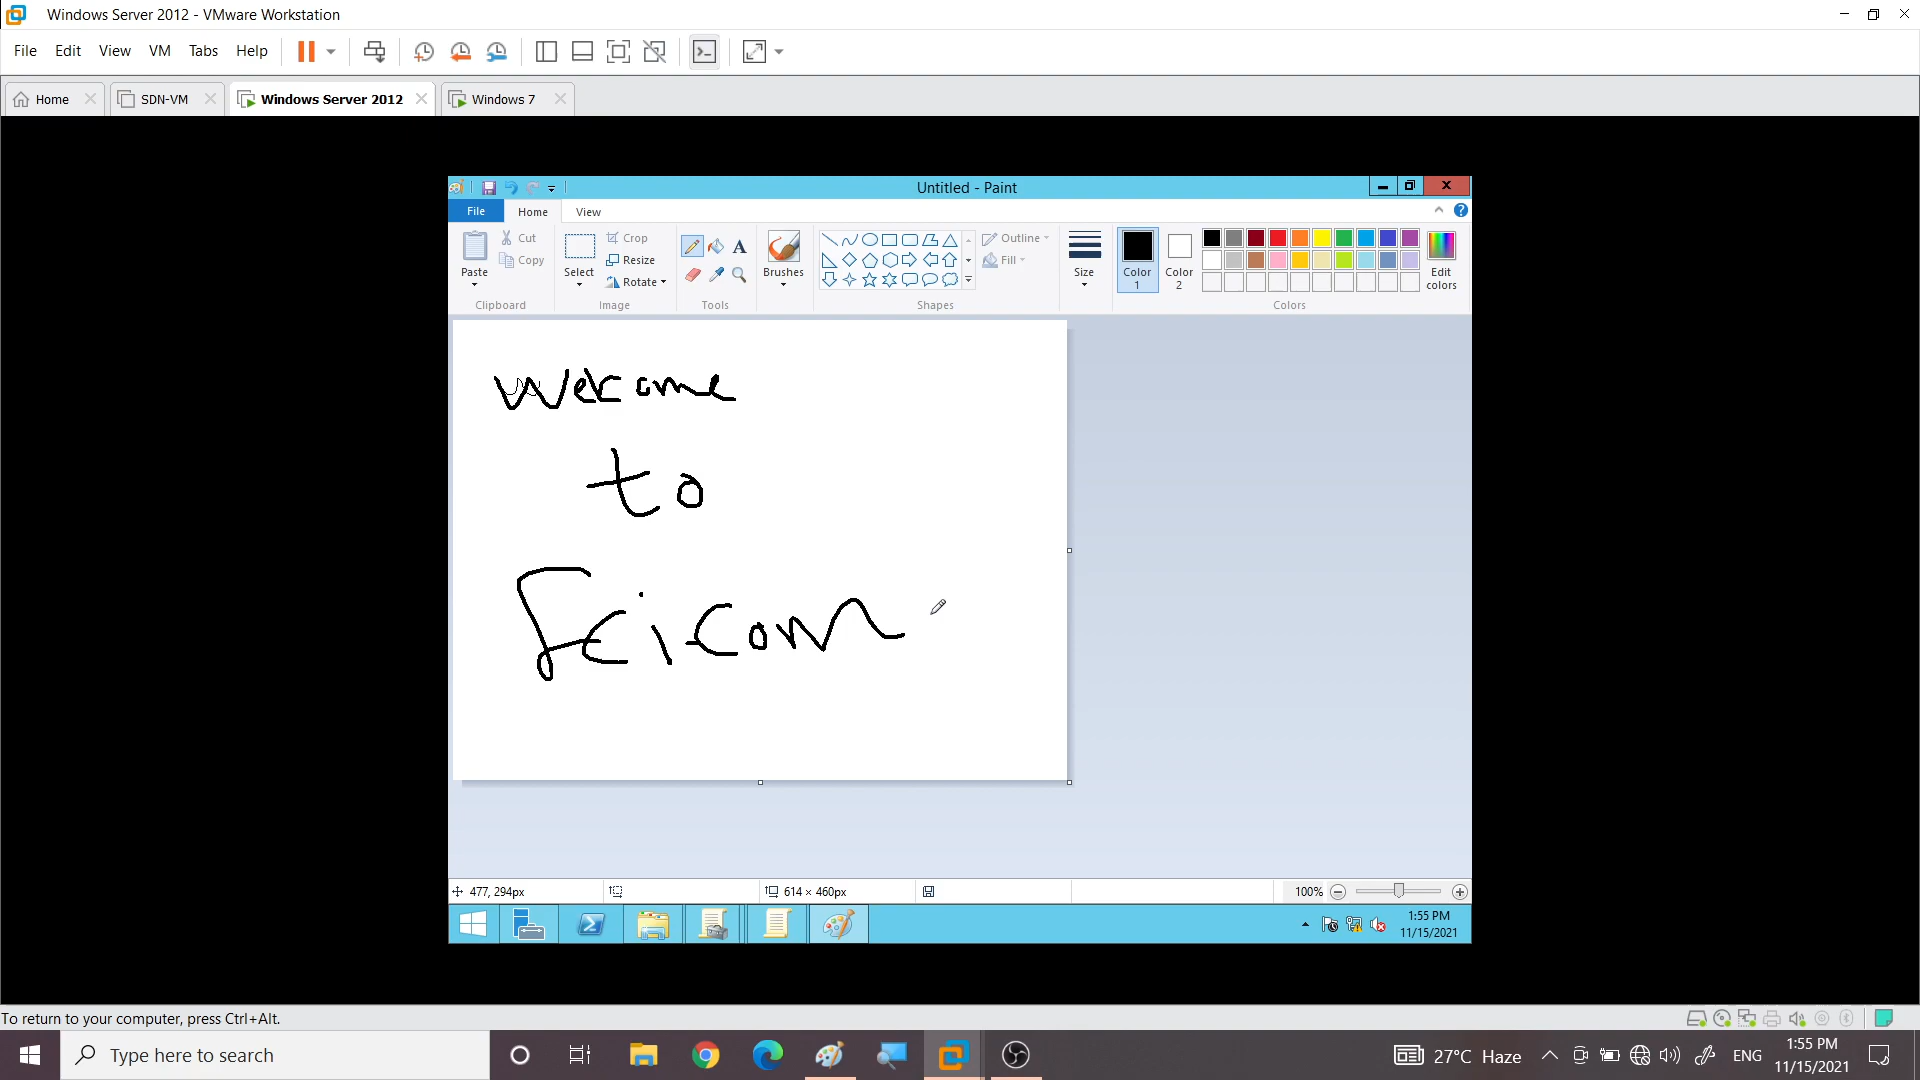 Windows Server 2012 - VMware Workstation
File Edit View VM Tabs Help
Home SDN-VM Windows Server 2012 Windows 7
Untitled - Paint
File Home View
Paste Cut Copy Select Crop Resize Rotate A Brushes Outline Fill Size Color 1 Color 2 Edit colors
Clipboard Image Tools Shapes Colors
Welcome
to
477, 294px 614 × 460px 100%
1:55 PM
11/15/2021
To return to your computer, press Ctrl+Alt.
Type here to search 27°C Haze ENG 1:55 PM
11/15/2021